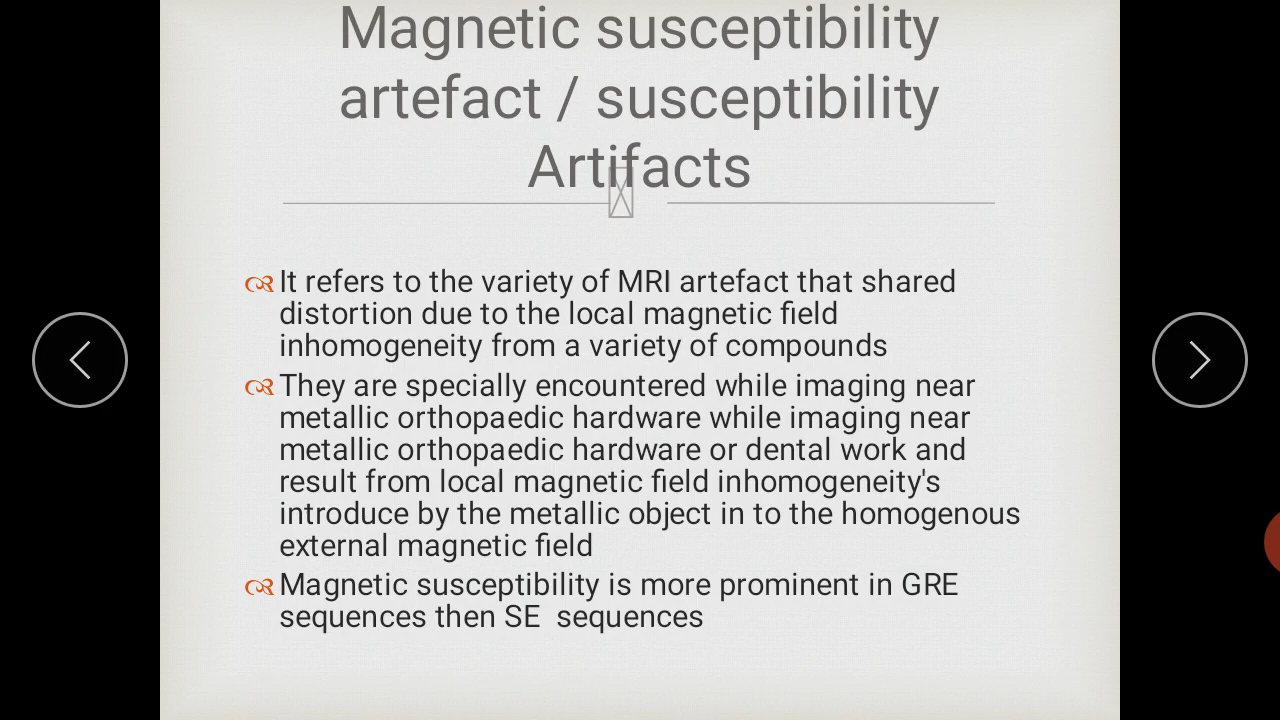 Magnetic susceptibility
artefact / susceptibility
Artifacts
It refers to the variety of MRI artefact that shared
distortion due to the local magnetic field
inhomogeneity from a variety of compounds
They are specially encountered while imaging near
metallic orthopaedic hardware while imaging near
metallic orthopaedic hardware or dental work and
result from local magnetic field inhomogeneity's
introduce by the metallic object in to the homogenous
external magnetic field
Magnetic susceptibility is more prominent in GRE
sequences then SE  sequences